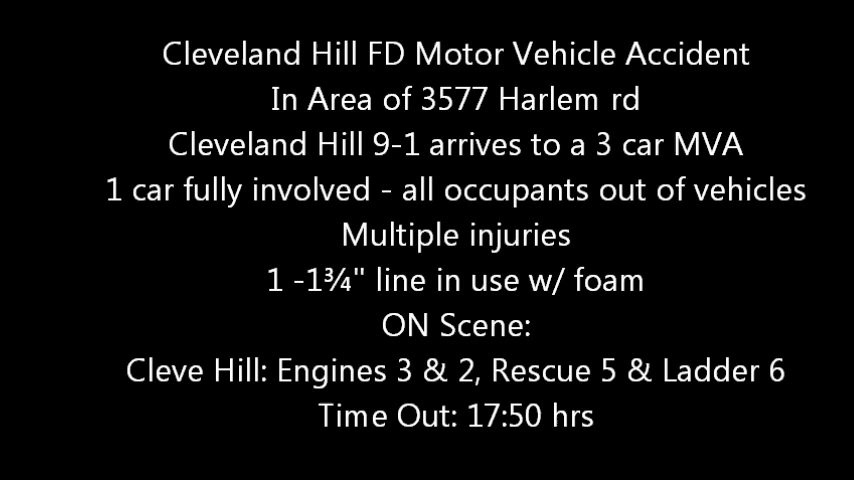 Cleveland Hill FD Motor Vehicle Accident
In Area of 3577 Harlem rd
Cleveland Hill 9-1 arrives to a 3 car MVA
1 car fully involved - all occupants out of vehicles
Multiple injuries
1 -1¾" line in use w/ foam
ON Scene:
Cleve Hill: Engines 3 & 2, Rescue 5 & Ladder 6
Time Out: 17:50 hrs